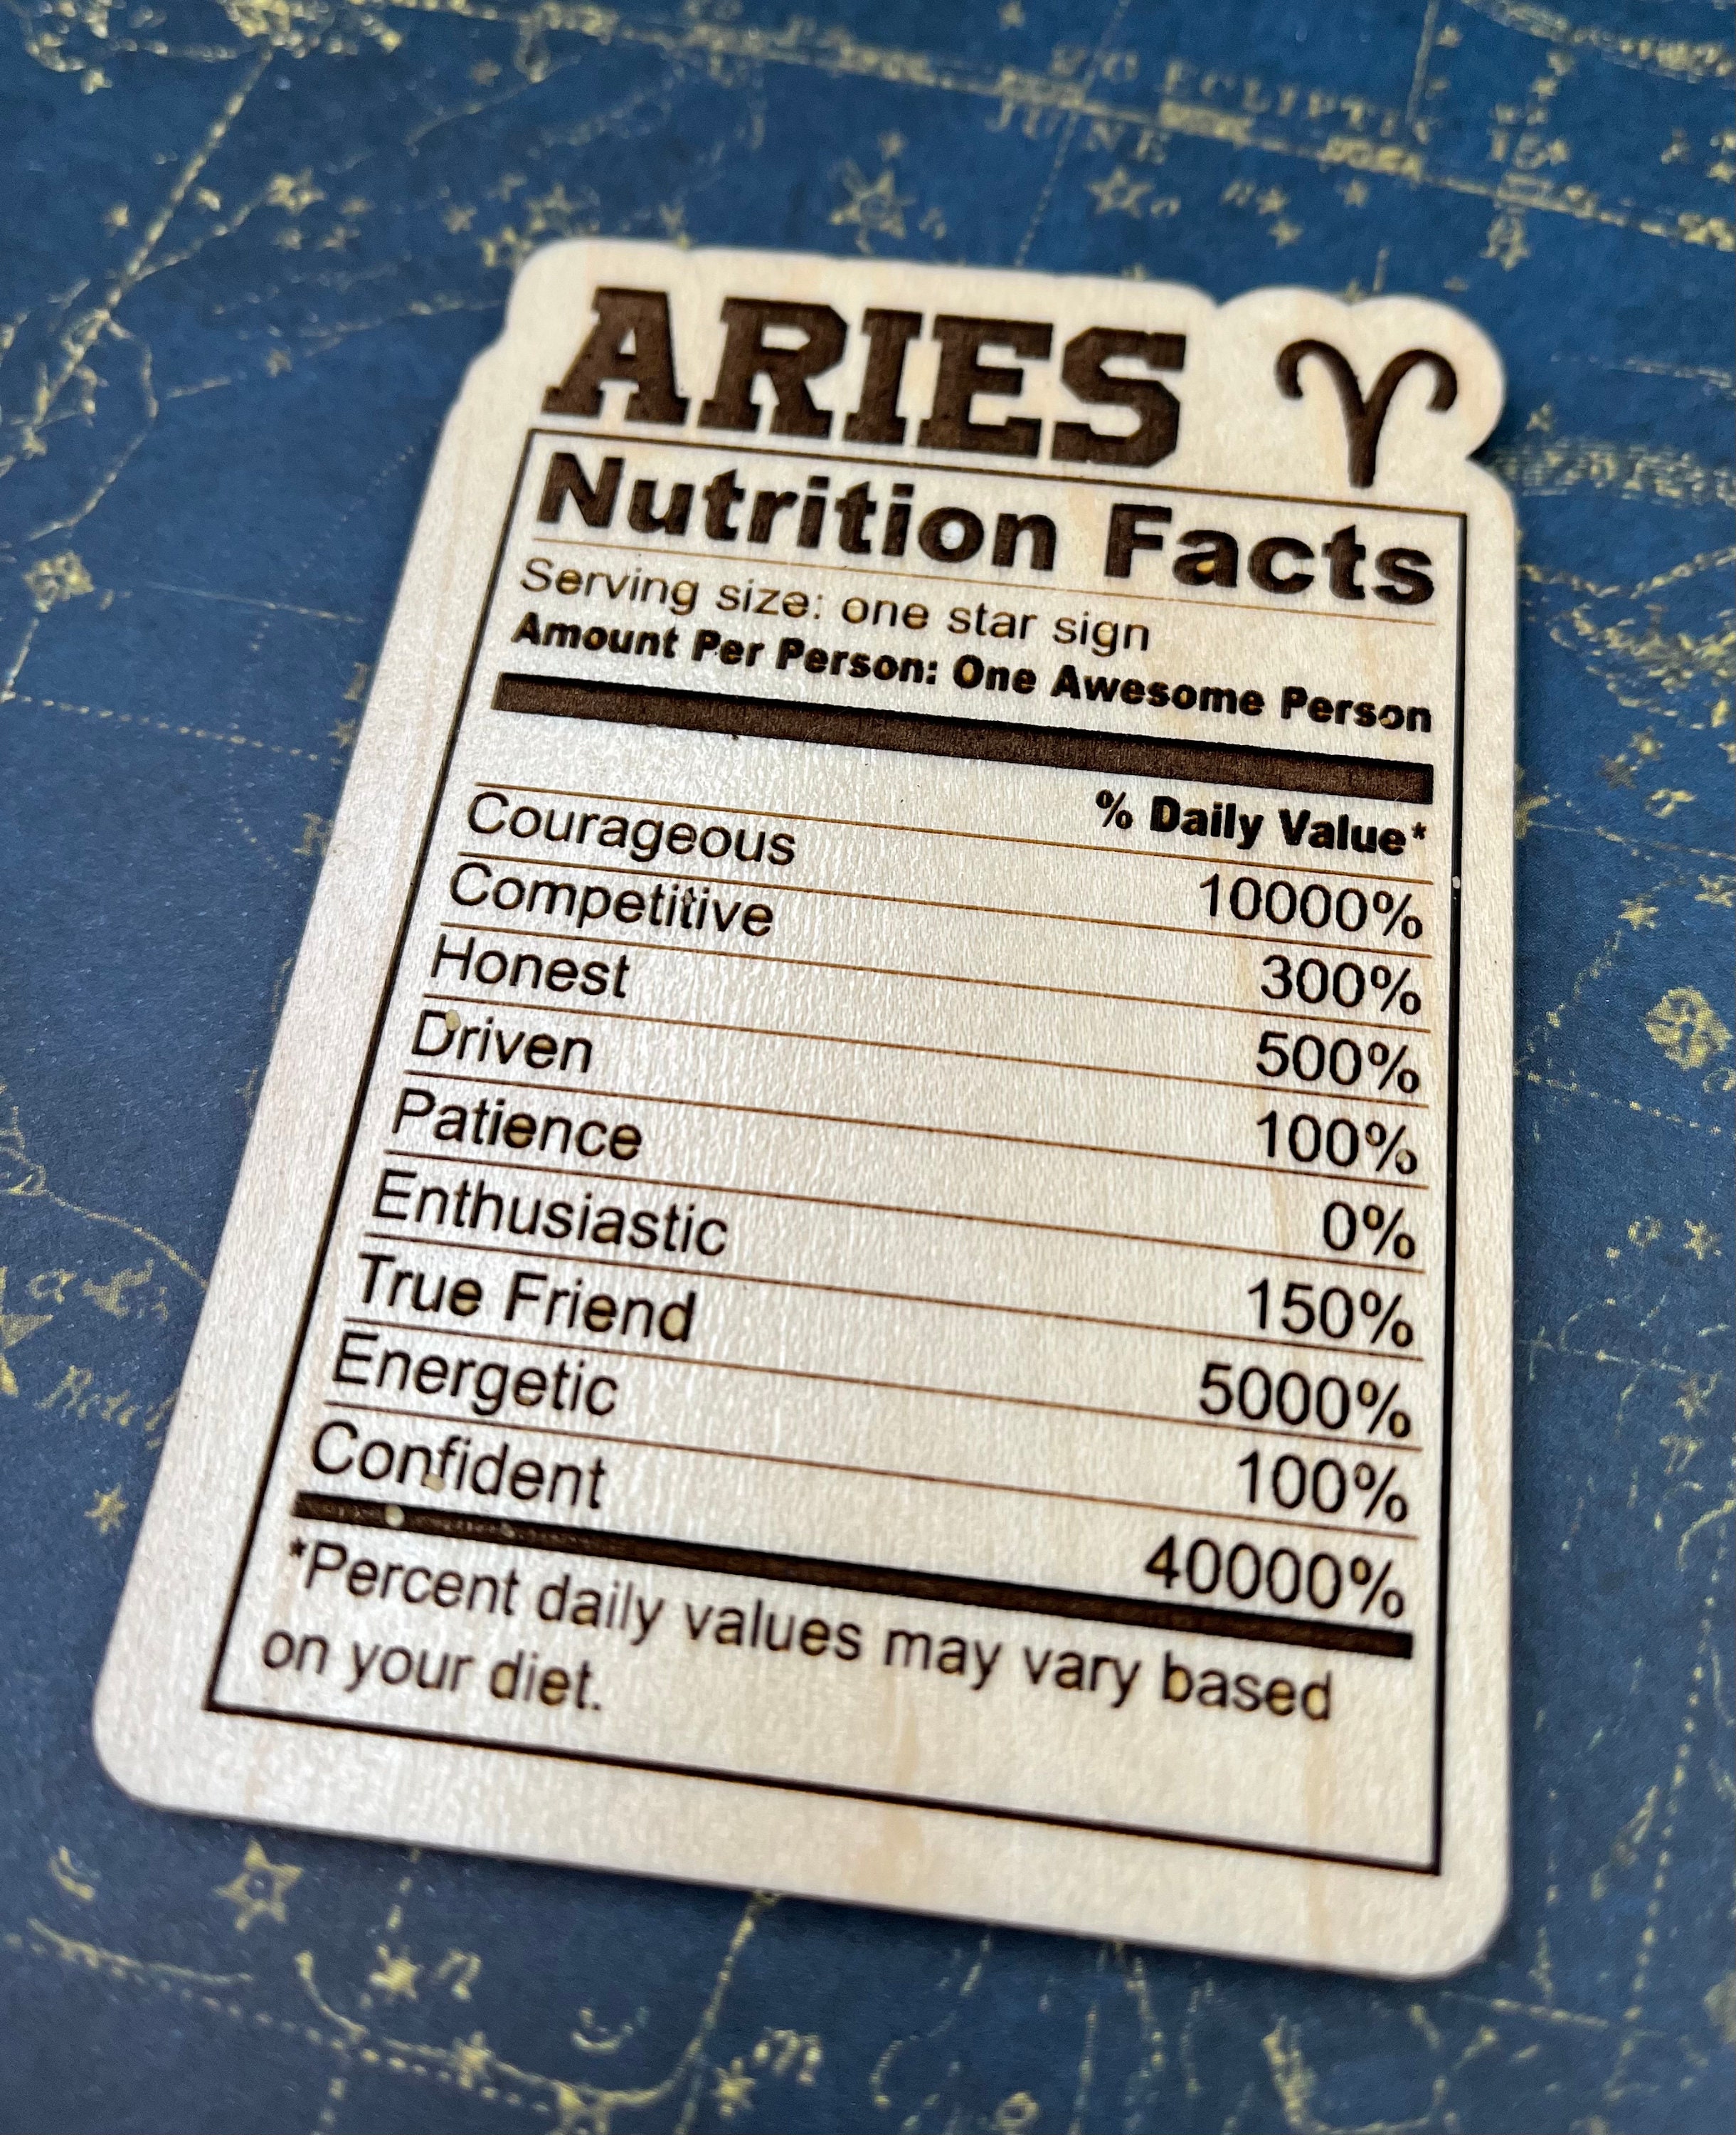 ECLIPTIC
JUNE
ARIES ♈
Nutrition Facts
Serving size: one star sign
Amount Per Person: One Awesome Person
% Daily Value*
Courageous 10000%
Competitive 300%
Honest 500%
Driven 100%
Patience 0%
Enthusiastic 150%
True Friend 5000%
Energetic 100%
Confident 40000%
*Percent daily values may vary based
on your diet.